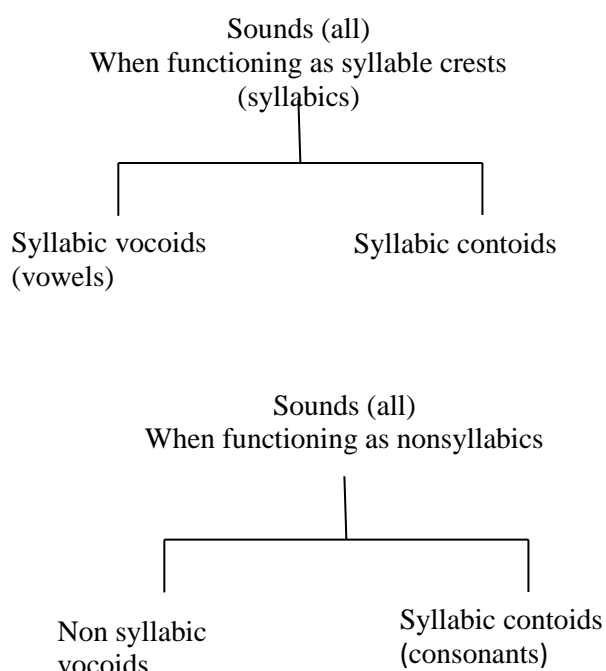 Sounds (all)
When functioning as syllable crests
(syllabics)
Syllabic vocoids
(vowels)
Syllabic contoids
Sounds (all)
When functioning as nonsyllabics
Non syllabic
vocoids
Syllabic contoids
(consonants)